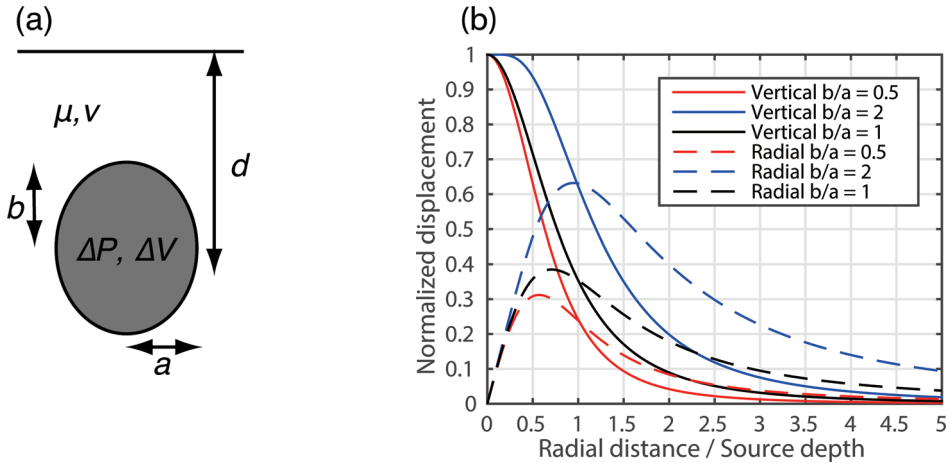 (a)
μ,ν
d
b
ΔP, ΔV
a
(b)
Normalized displacement
1
0.9
0.8
0.7
0.6
0.5
0.4
0.3
0.2
0.1
0
Vertical b/a = 0.5
Vertical b/a = 2
Vertical b/a = 1
Radial b/a = 0.5
Radial b/a = 2
Radial b/a = 1
0 0.5 1 1.5 2 2.5 3 3.5 4 4.5 5
Radial distance / Source depth